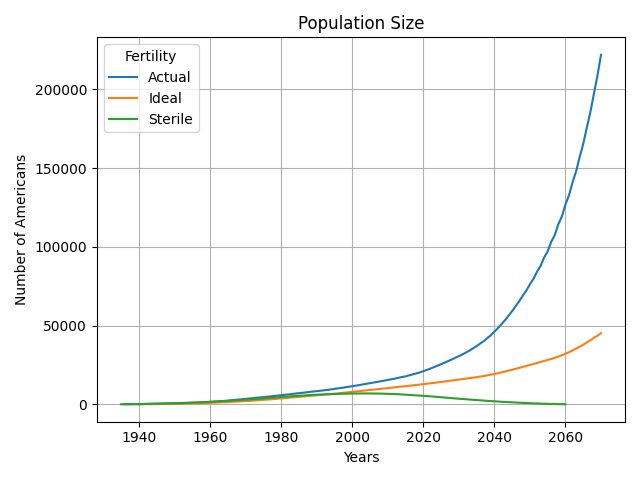 Population Size
Fertility
Actual
Ideal
Sterile
Number of Americans
200000
150000
100000
50000
0
1940 1960 1980 2000 2020 2040 2060
Years